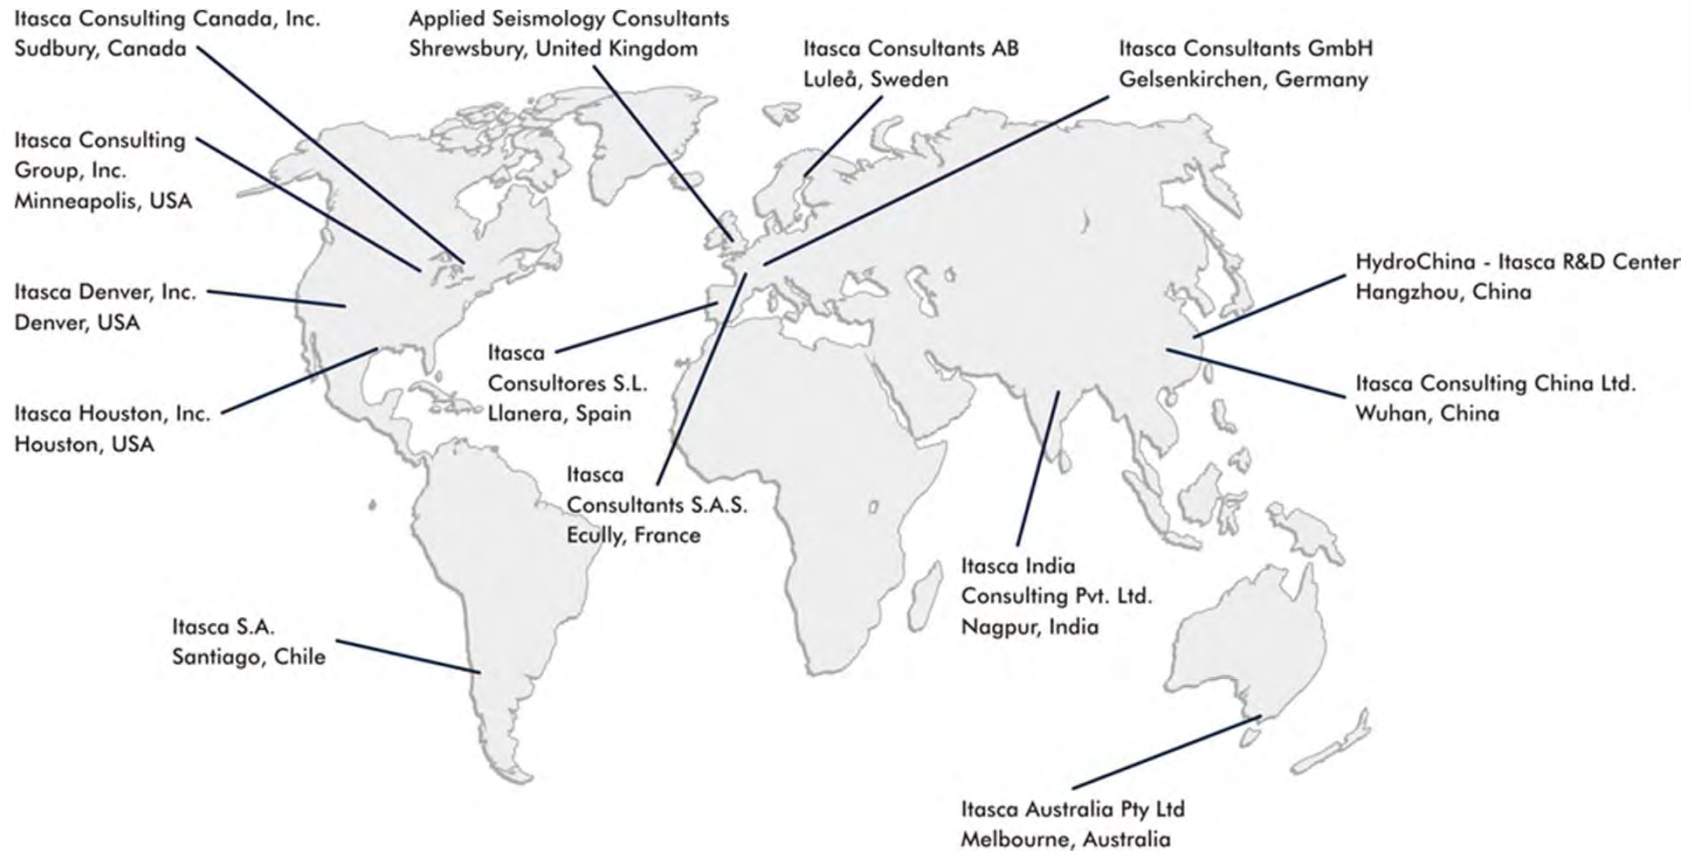 Itasca Consulting Canada, Inc.
Sudbury, Canada
Applied Seismology Consultants
Shrewsbury, United Kingdom
Itasca Consultants AB
Luleå, Sweden
Itasca Consultants GmbH
Gelsenkirchen, Germany
Itasca Consulting
Group, Inc.
Minneapolis, USA
Itasca Denver, Inc.
Denver, USA
Itasca Houston, Inc.
Houston, USA
Itasca
Consultores S.L.
Llanera, Spain
Itasca
Consultants S.A.S.
Ecully, France
HydroChina - Itasca R&D Center
Hangzhou, China
Itasca Consulting China Ltd.
Wuhan, China
Itasca India
Consulting Pvt. Ltd.
Nagpur, India
Itasca S.A.
Santiago, Chile
Itasca Australia Pty Ltd
Melbourne, Australia